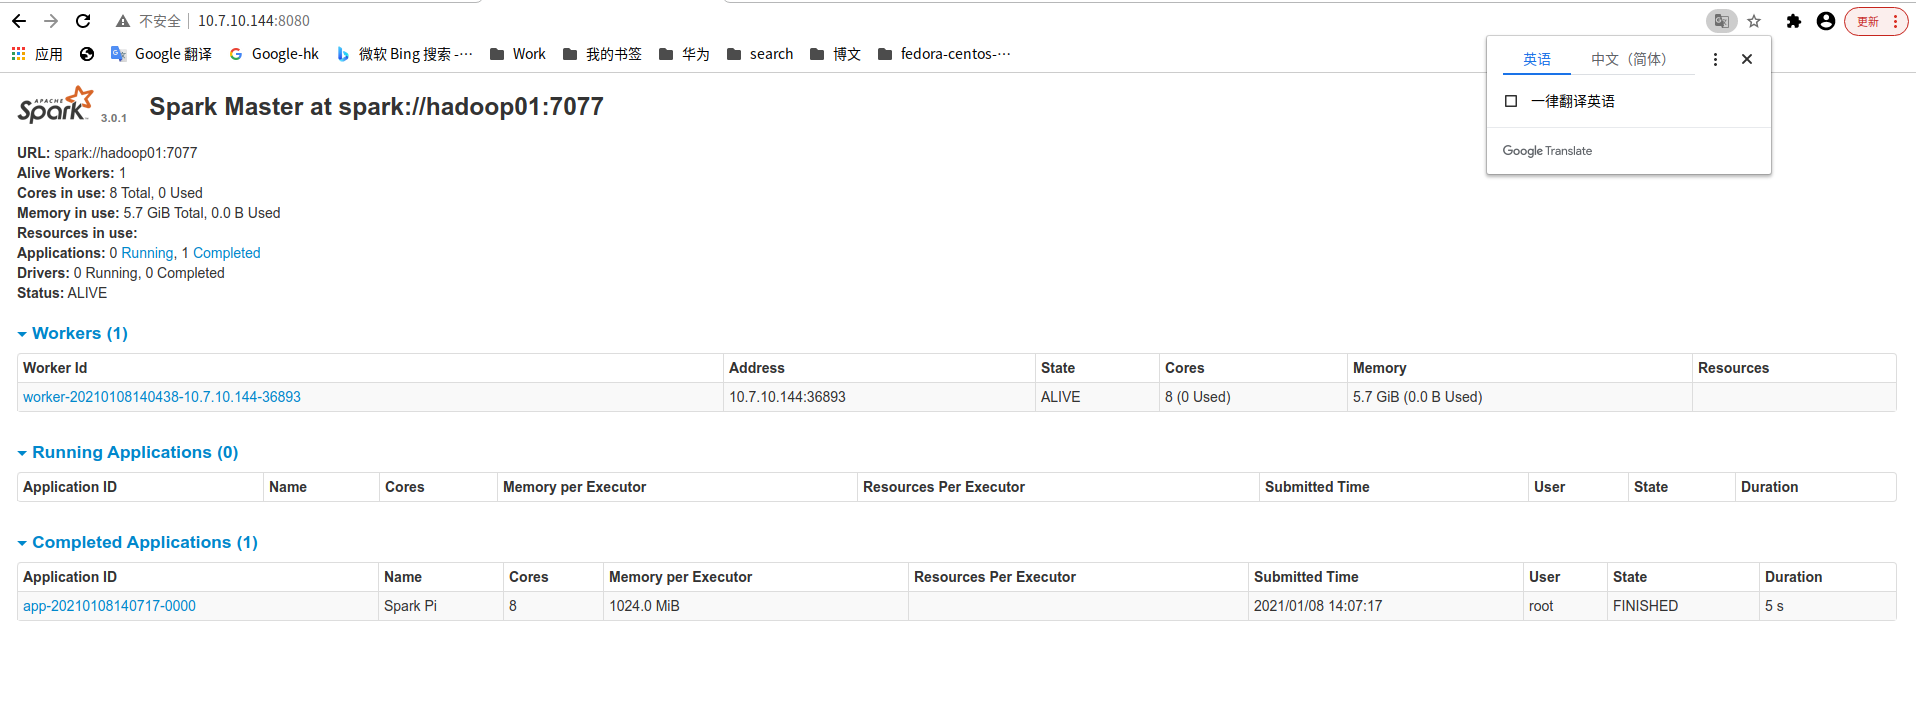 不安全 10.7.10.144:8080 更新
应用 Google 翻译 Google-hk 微软 Bing 搜索 -⋯ Work 我的书签 华为 search 博文 fedora-centos-⋯
英语 中文（简体）
一律翻译英语
Google Translate
APACHE Spark 3.0.1 Spark Master at spark://hadoop01:7077
URL: spark://hadoop01:7077
Alive Workers: 1
Cores in use: 8 Total, 0 Used
Memory in use: 5.7 GiB Total, 0.0 B Used
Resources in use:
Applications: 0 Running, 1 Completed
Drivers: 0 Running, 0 Completed
Status: ALIVE
Workers (1)
Worker Id Address State Cores Memory Resources
worker-20210108140438-10.7.10.144-36893 10.7.10.144:36893 ALIVE 8 (0 Used) 5.7 GiB (0.0 B Used)
Running Applications (0)
Application ID Name Cores Memory per Executor Resources Per Executor Submitted Time User State Duration
Completed Applications (1)
Application ID Name Cores Memory per Executor Resources Per Executor Submitted Time User State Duration
app-20210108140717-0000 Spark Pi 8 1024.0 MiB 2021/01/08 14:07:17 root FINISHED 5 s